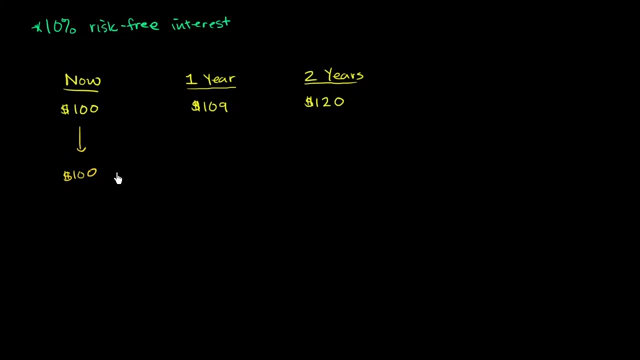 *10% risk-free interest
Now 1 Year 2 Years
$100 $109 $120
$100